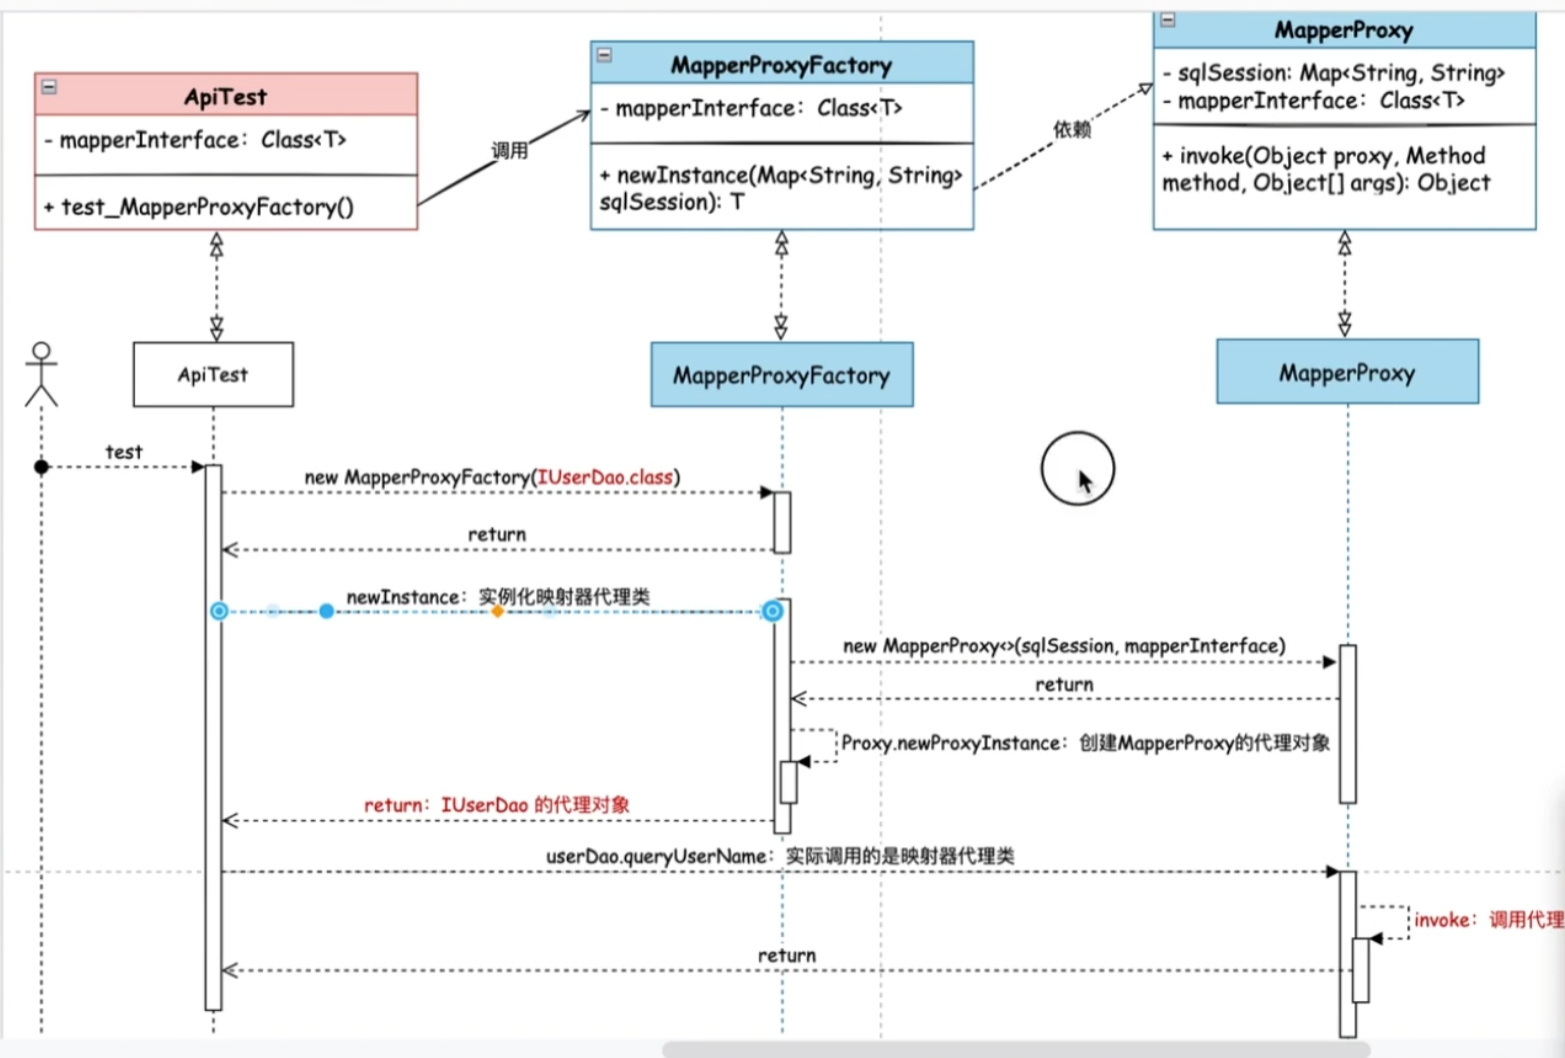 ApiTest
- mapperInterface：Class<T>
+ test_MapperProxyFactory()
调用
MapperProxyFactory
- mapperInterface：Class<T>
+ newInstance(Map<String, String>
sqlSession): T
依赖
MapperProxy
- sqlSession: Map<String, String>
- mapperInterface：Class<T>
+ invoke(Object proxy, Method
method, Object[] args): Object
ApiTest
MapperProxyFactory
MapperProxy
test
new MapperProxyFactory(IUserDao.class)
return
newInstance：实例化映射器代理类
new MapperProxy<>(sqlSession, mapperInterface)
return
Proxy.newProxyInstance：创建MapperProxy的代理对象
return：IUserDao 的代理对象
userDao.queryUserName：实际调用的是映射器代理类
invoke：调用代理
return